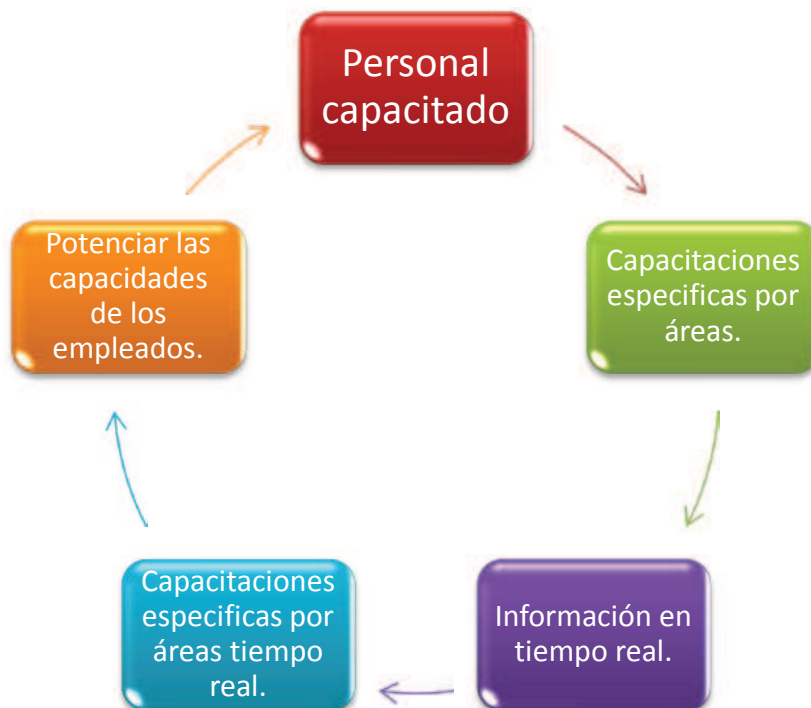 Personal
capacitado
Capacitaciones
especificas por
áreas.
Información en
tiempo real.
Capacitaciones
especificas por
áreas tiempo
real.
Potenciar las
capacidades
de los
empleados.